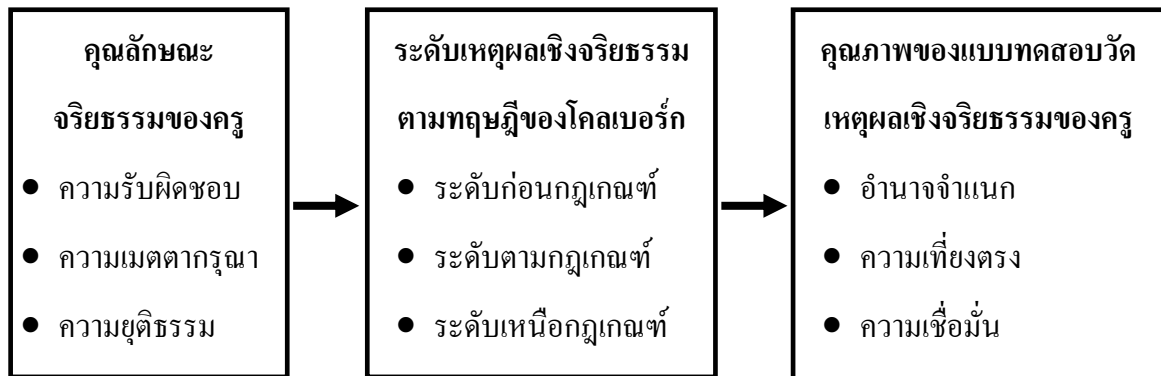 คุณลักษณะ
จริยธรรมของครู
● ความรับผิดชอบ
● ความเมตตากรุณา
● ความยุติธรรม
ระดับเหตุผลเชิงจริยธรรม
ตามทฤษฎีของโคลเบอร์ก
● ระดับก่อนกฎเกณฑ์
● ระดับตามกฎเกณฑ์
● ระดับเหนือกฎเกณฑ์
คุณภาพของแบบทดสอบวัด
เหตุผลเชิงจริยธรรมของครู
● อำนาจจำแนก
● ความเที่ยงตรง
● ความเชื่อมั่น